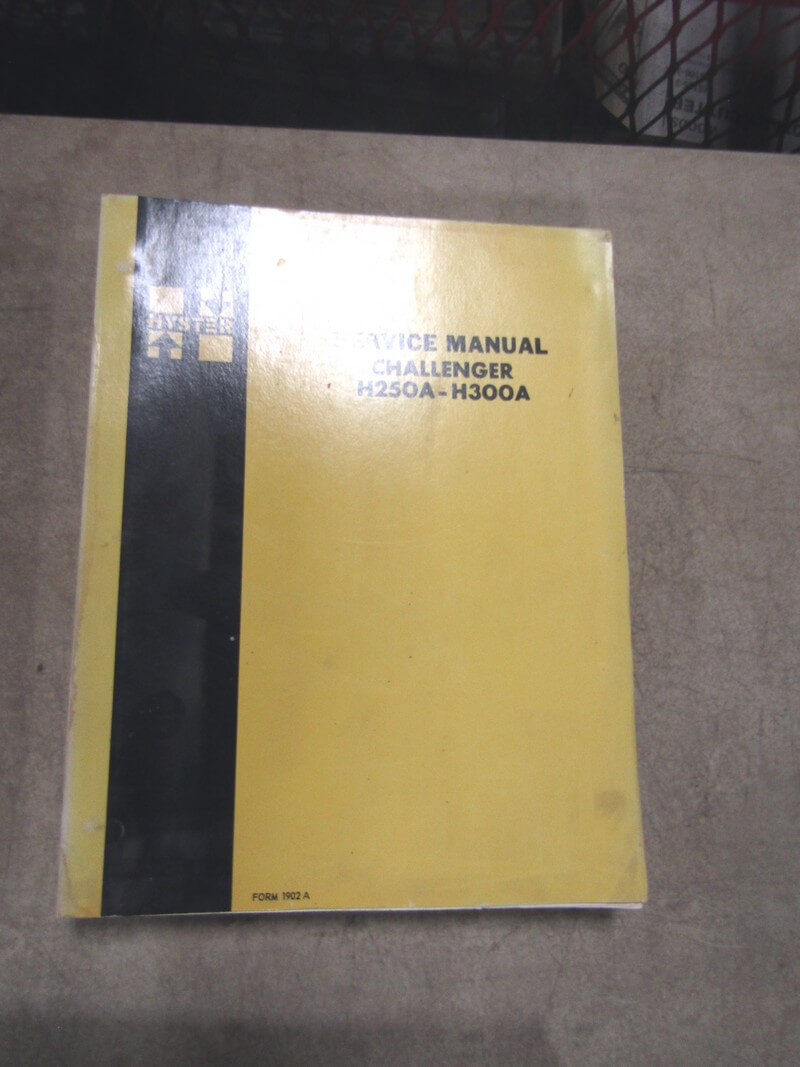 HYSTER
SERVICE MANUAL
CHALLENGER
H250A-H300A
FORM 1902 A